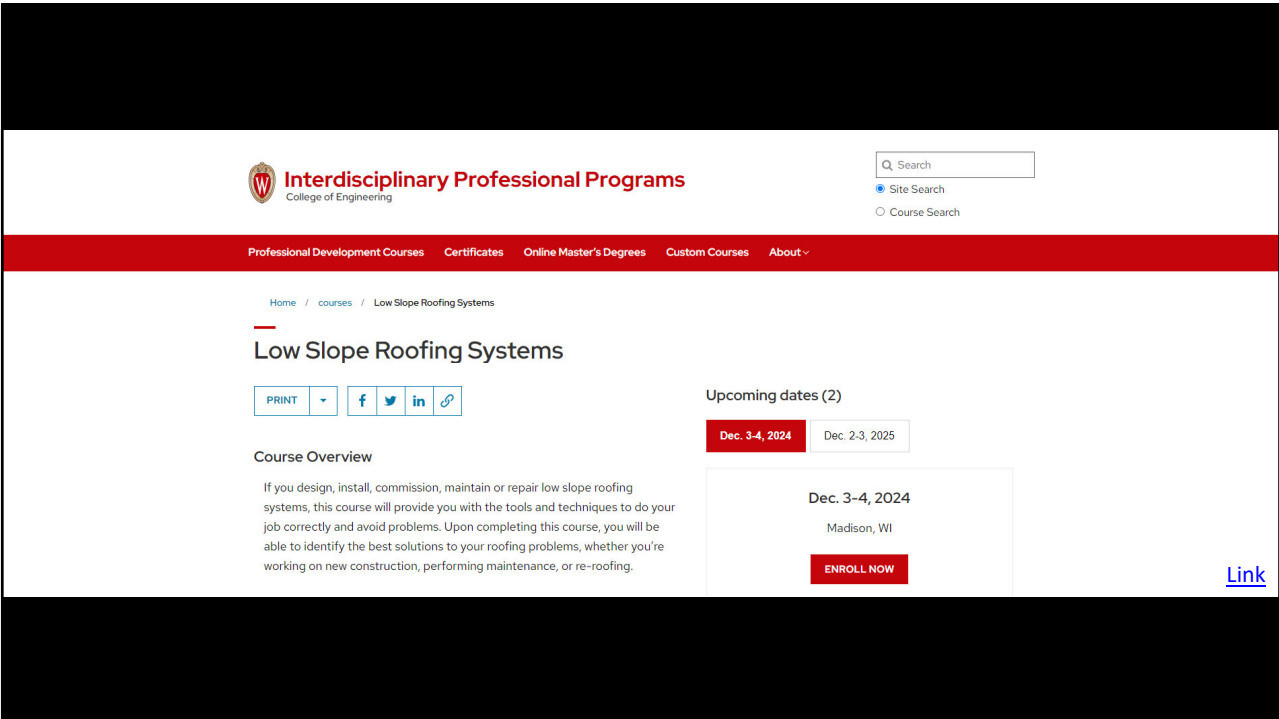 Interdisciplinary Professional Programs
College of Engineering
Search
Site Search
Course Search
Professional Development Courses Certificates Online Master's Degrees Custom Courses About
Home / courses / Low Slope Roofing Systems
Low Slope Roofing Systems
PRINT
Course Overview
If you design, install, commission, maintain or repair low slope roofing
systems, this course will provide you with the tools and techniques to do your
job correctly and avoid problems. Upon completing this course, you will be
able to identify the best solutions to your roofing problems, whether you're
working on new construction, performing maintenance, or re-roofing.
Upcoming dates (2)
Dec. 3-4, 2024 Dec. 2-3, 2025
Dec. 3-4, 2024
Madison, WI
ENROLL NOW
Link